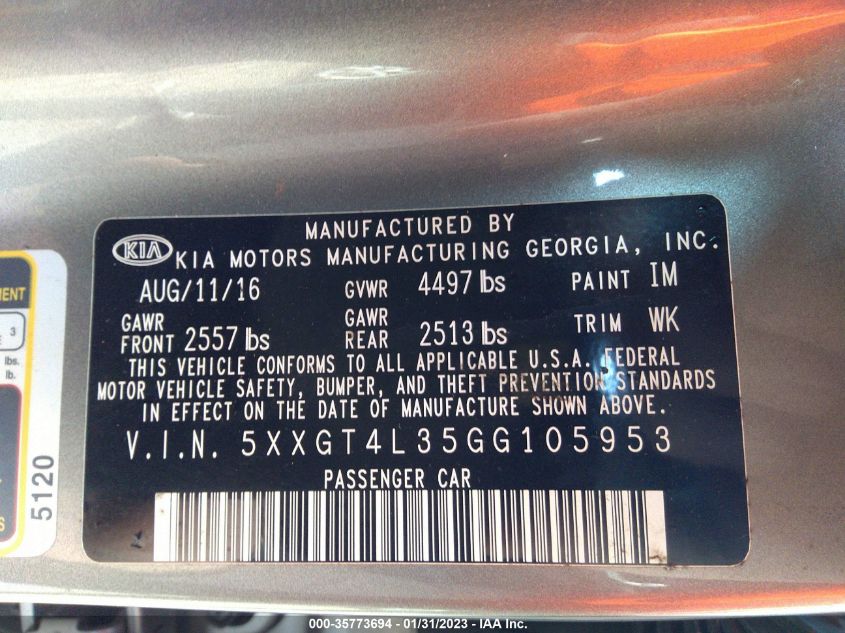 MANUFACTURED BY
KIA KIA MOTORS MANUFACTURING GEORGIA, INC.
AUG/11/16 GVWR 4497 lbs PAINT IM
GAWR FRONT 2557 lbs GAWR REAR 2513 lbs TRIM WK
THIS VEHICLE CONFORMS TO ALL APPLICABLE U.S.A. FEDERAL
MOTOR VEHICLE SAFETY, BUMPER, AND THEFT PREVENTION STANDARDS
IN EFFECT ON THE DATE OF MANUFACTURE SHOWN ABOVE.
V.I.N. 5XXGT4L35GG105953
PASSENGER CAR
3
lbs.
lb.
5120
000-35773694 - 01/31/2023 - IAA Inc.